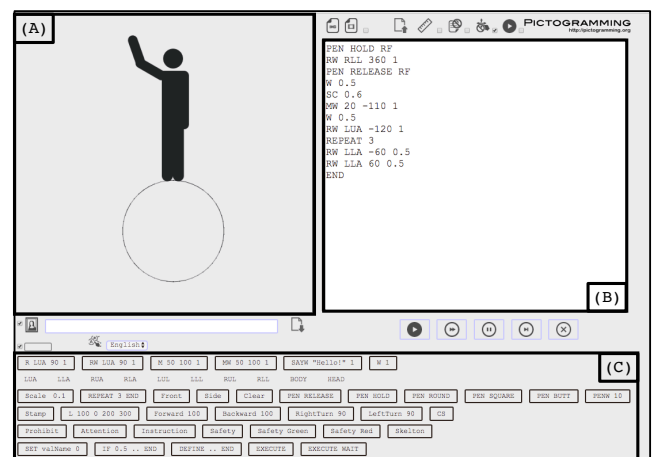 (A)
PICTOGRAMMING
http://pictogramming.org
PEN HOLD RF
RW RLL 360 1
PEN RELEASE RF
W 0.5
SC 0.6
MW 20 -110 1
W 0.5
RW LUA -120 1
REPEAT 3
RW LLA -60 0.5
RW LLA 60 0.5
END
(B)
English
(C)
R LUA 90 1 RW LUA 90 1 M 50 100 1 MW 50 100 1 SAYW "Hello!" 1 W 1
LUA LLA RUA RLA LUL LLL RUL RLL BODY HEAD
Scale 0.1 REPEAT 3 END Front Side Clear PEN RELEASE PEN HOLD PEN ROUND PEN SQUARE PEN BUTT PENW 10
Stamp L 100 0 200 300 Forward 100 Backward 100 RightTurn 90 LeftTurn 90 CS
Prohibit Attention Instruction Safety Safety Green Safety Red Skelton
SET valName 0 IF 0.5 .. END DEFINE .. END EXECUTE EXECUTE WAIT